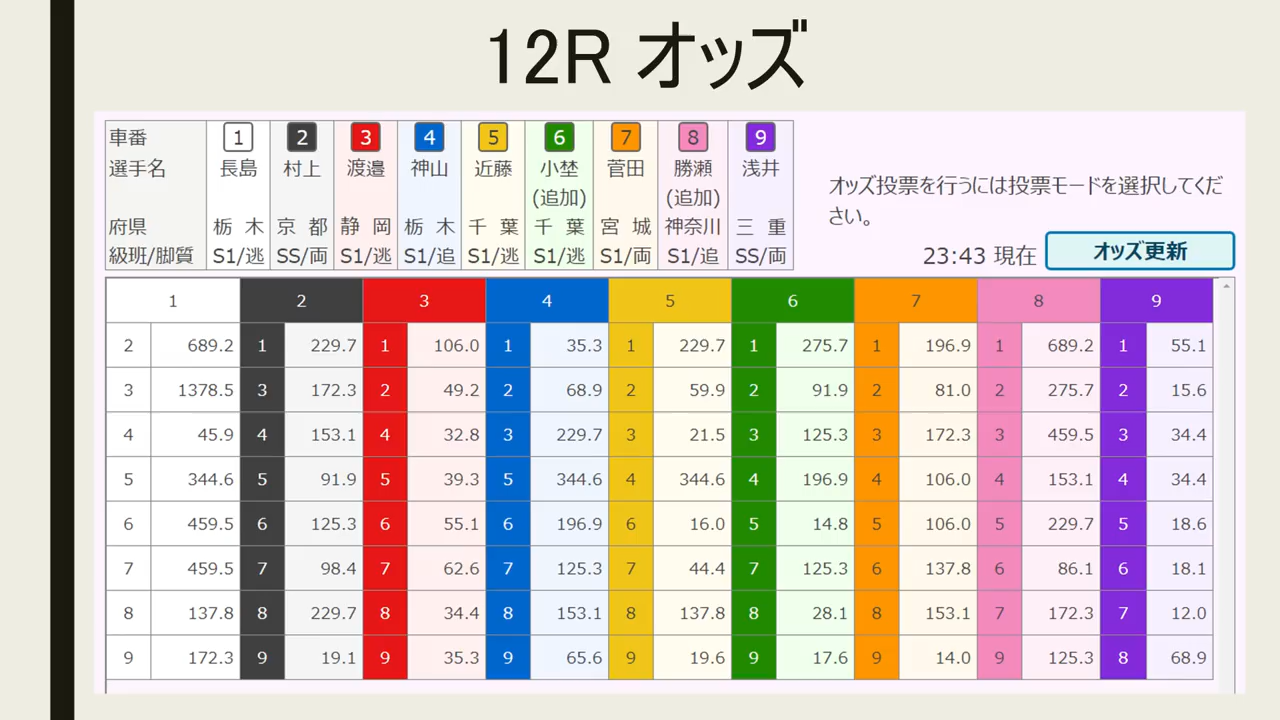 12R オッズ
車番 1 2 3 4 5 6 7 8 9
選手名 長島 村上 渡邉 神山 近藤 小埜 菅田 勝瀬 浅井
(追加) (追加)
府県 栃木 京都 静岡 栃木 千葉 千葉 宮城 神奈川 三重
級班/脚質 S1/逃 SS/両 S1/逃 S1/追 S1/逃 S1/逃 S1/両 S1/追 SS/両
オッズ投票を行うには投票モードを選択してくだ
さい。
23:43 現在 オッズ更新
1 2 3 4 5 6 7 8 9
2 689.2 1 229.7 1 106.0 1 35.3 1 229.7 1 275.7 1 196.9 1 689.2 1 55.1
3 1378.5 3 172.3 2 49.2 2 68.9 2 59.9 2 91.9 2 81.0 2 275.7 2 15.6
4 45.9 4 153.1 4 32.8 3 229.7 3 21.5 3 125.3 3 172.3 3 459.5 3 34.4
5 344.6 5 91.9 5 39.3 5 344.6 4 344.6 4 196.9 4 106.0 4 153.1 4 34.4
6 459.5 6 125.3 6 55.1 6 196.9 6 16.0 5 14.8 5 106.0 5 229.7 5 18.6
7 459.5 7 98.4 7 62.6 7 125.3 7 44.4 7 125.3 6 137.8 6 86.1 6 18.1
8 137.8 8 229.7 8 34.4 8 153.1 8 137.8 8 28.1 8 153.1 7 172.3 7 12.0
9 172.3 9 19.1 9 35.3 9 65.6 9 19.6 9 17.6 9 14.0 9 125.3 8 68.9